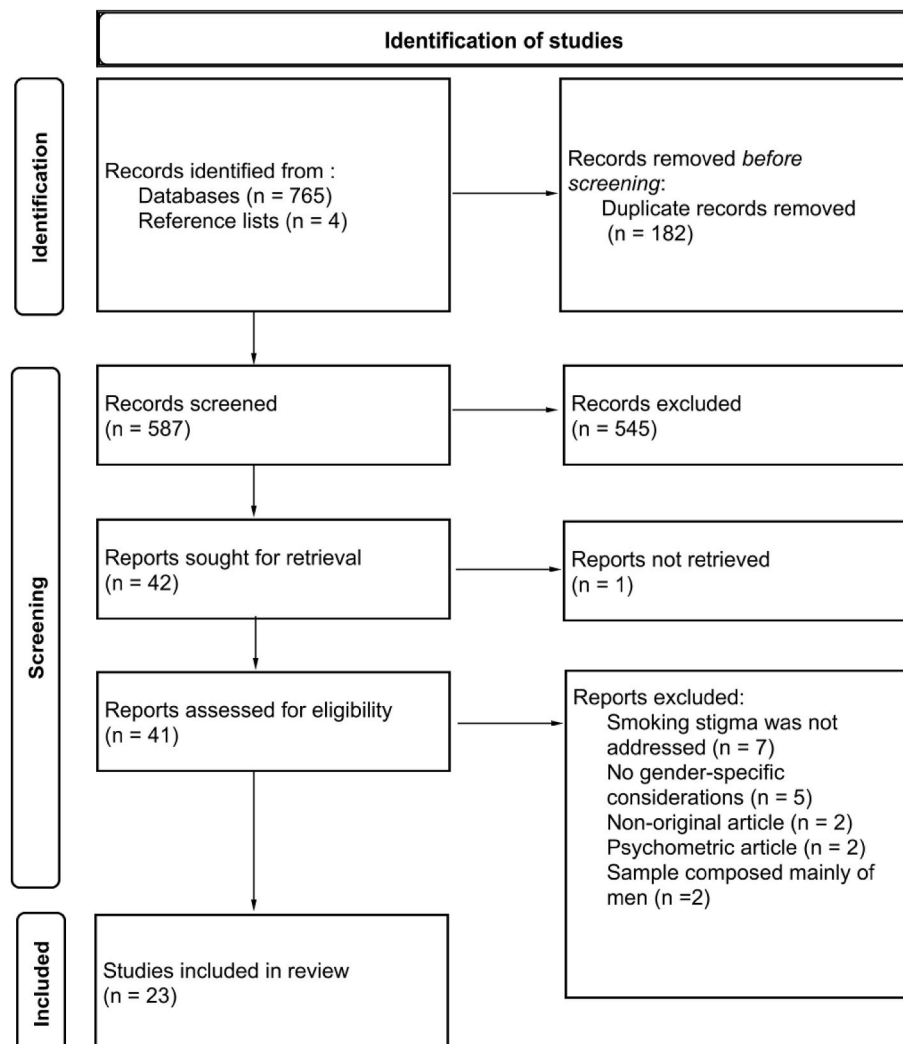 Identification of studies
Identification
Records identified from :
Databases (n = 765)
Reference lists (n = 4)
Records removed before
screening:
Duplicate records removed
(n = 182)
Screening
Records screened
(n = 587)
Records excluded
(n = 545)
Reports sought for retrieval
(n = 42)
Reports not retrieved
(n = 1)
Reports assessed for eligibility
(n = 41)
Reports excluded:
Smoking stigma was not
addressed (n = 7)
No gender-specific
considerations (n = 5)
Non-original article (n = 2)
Psychometric article (n = 2)
Sample composed mainly of
men (n =2)
Included
Studies included in review
(n = 23)